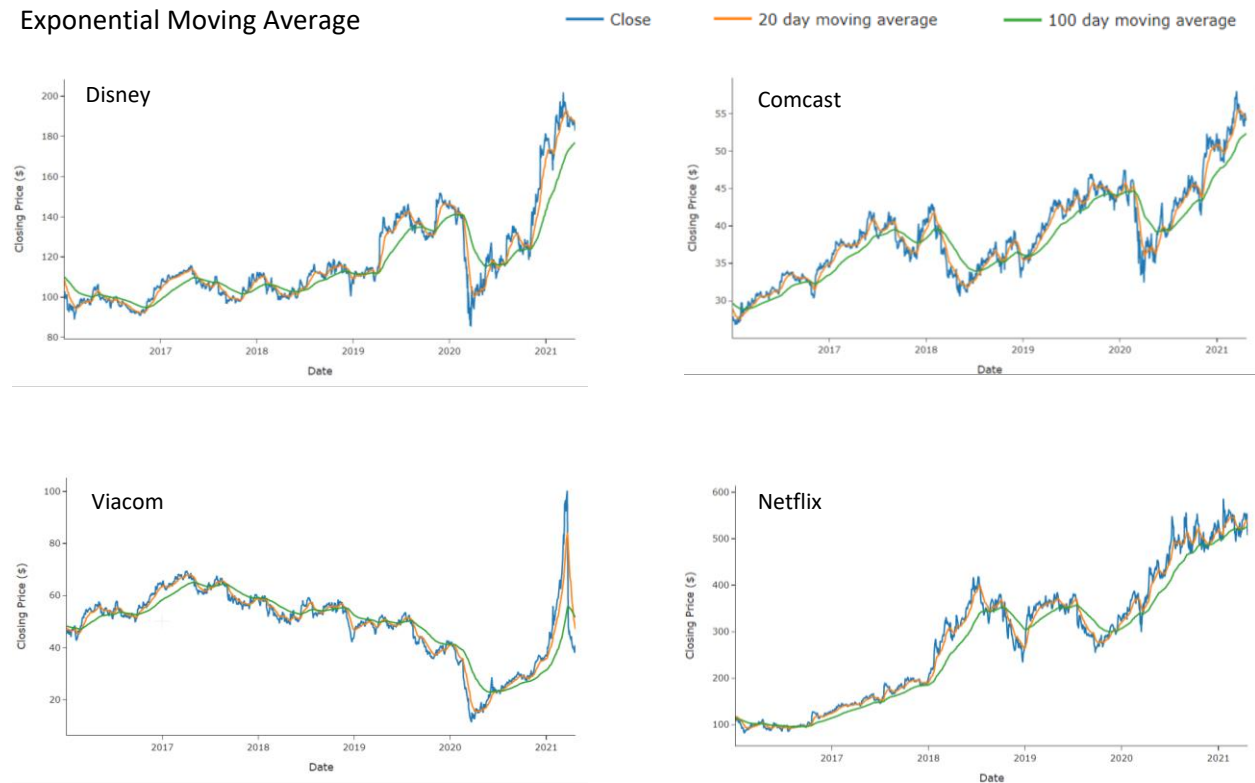 Exponential Moving Average
Close
20 day moving average
100 day moving average
Disney
200
180
160
140
120
100
80
Closing Price ($)
2017
2018
2019
2020
2021
Date
Comcast
55
50
45
40
35
30
Closing Price ($)
2017
2018
2019
2020
2021
Date
Viacom
100
80
60
40
20
Closing Price ($)
2017
2018
2019
2020
2021
Date
Netflix
600
500
400
300
200
100
Closing Price ($)
2017
2018
2019
2020
2021
Date